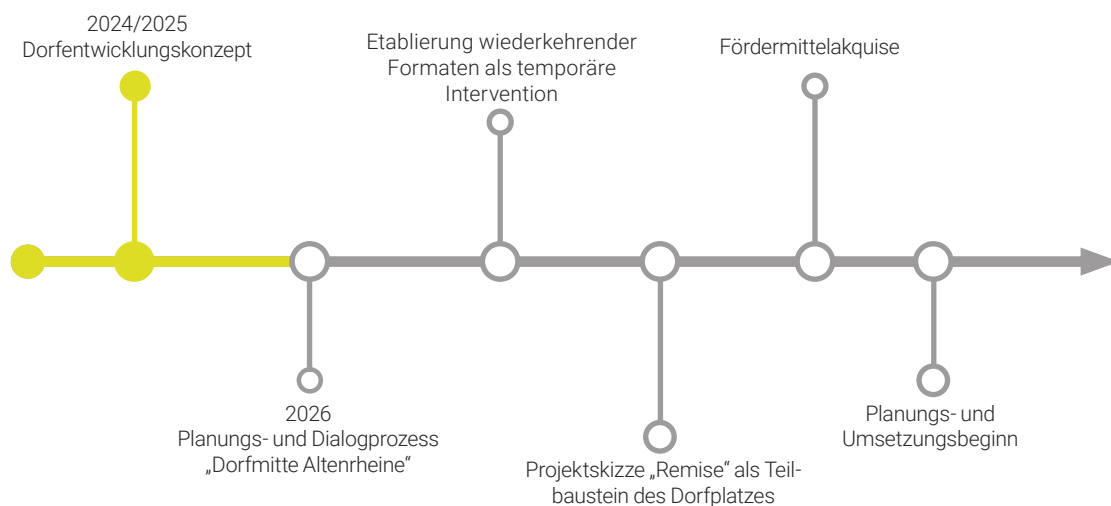 2024/2025
Dorfentwicklungskonzept
Etablierung wiederkehrender
Formaten als temporäre
Intervention
Fördermittelakquise
2026
Planungs- und Dialogprozess
„Dorfmitte Altenrheine“
Projektskizze „Remise“ als Teil-
baustein des Dorfplatzes
Planungs- und
Umsetzungsbeginn